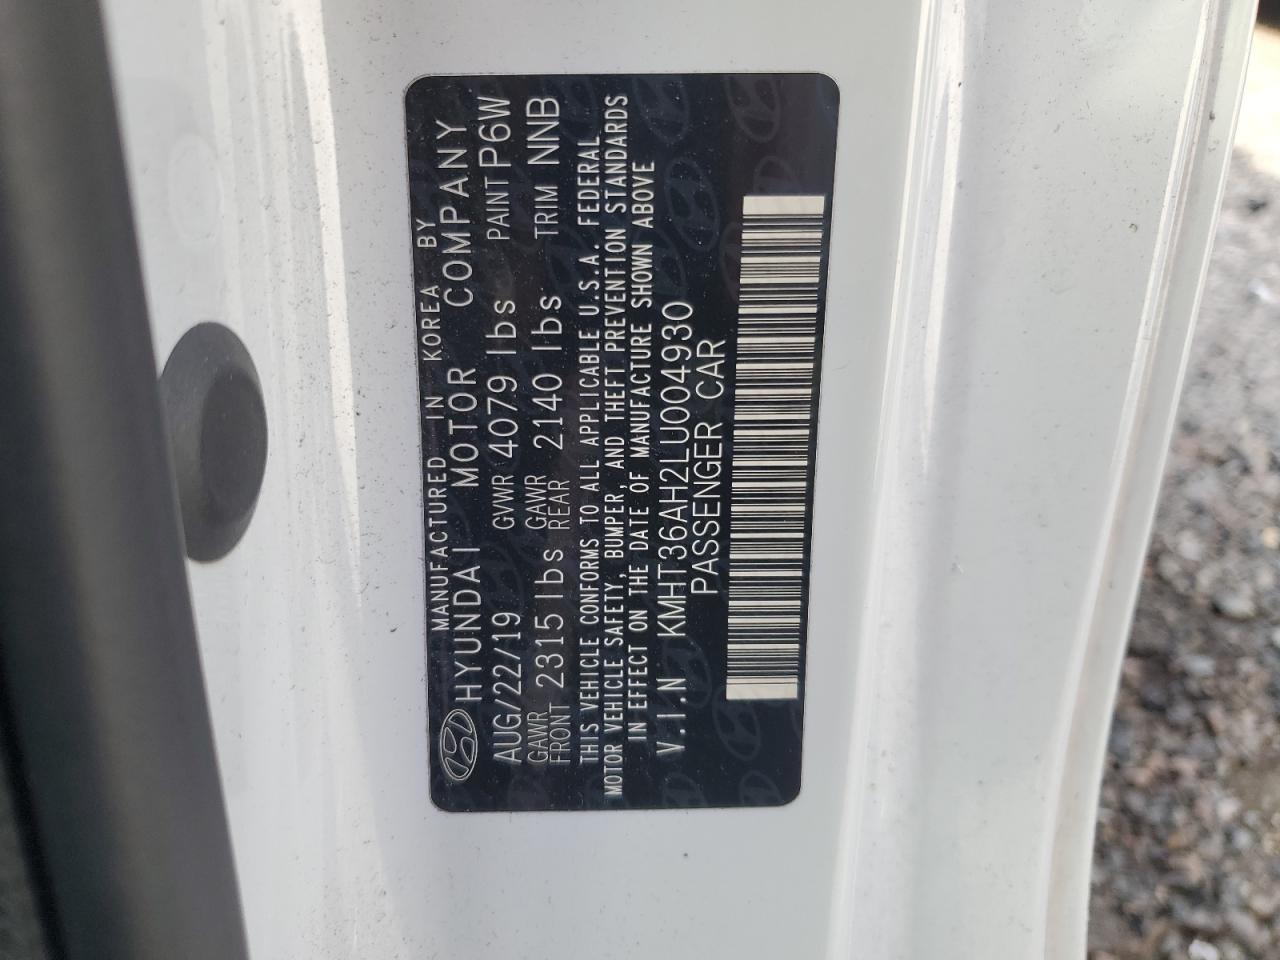 MANUFACTURED IN KOREA BY
HYUNDAI MOTOR COMPANY
AUG/22/19 GVWR 4079 lbs PAINT P6W
GAWR FRONT 2315 lbs GAWR REAR 2140 lbs TRIM NNB
THIS VEHICLE CONFORMS TO ALL APPLICABLE U.S.A. FEDERAL
MOTOR VEHICLE SAFETY, BUMPER, AND THEFT PREVENTION STANDARDS
IN EFFECT ON THE DATE OF MANUFACTURE SHOWN ABOVE
V.I.N KMHT36AH2LU004930
PASSENGER CAR